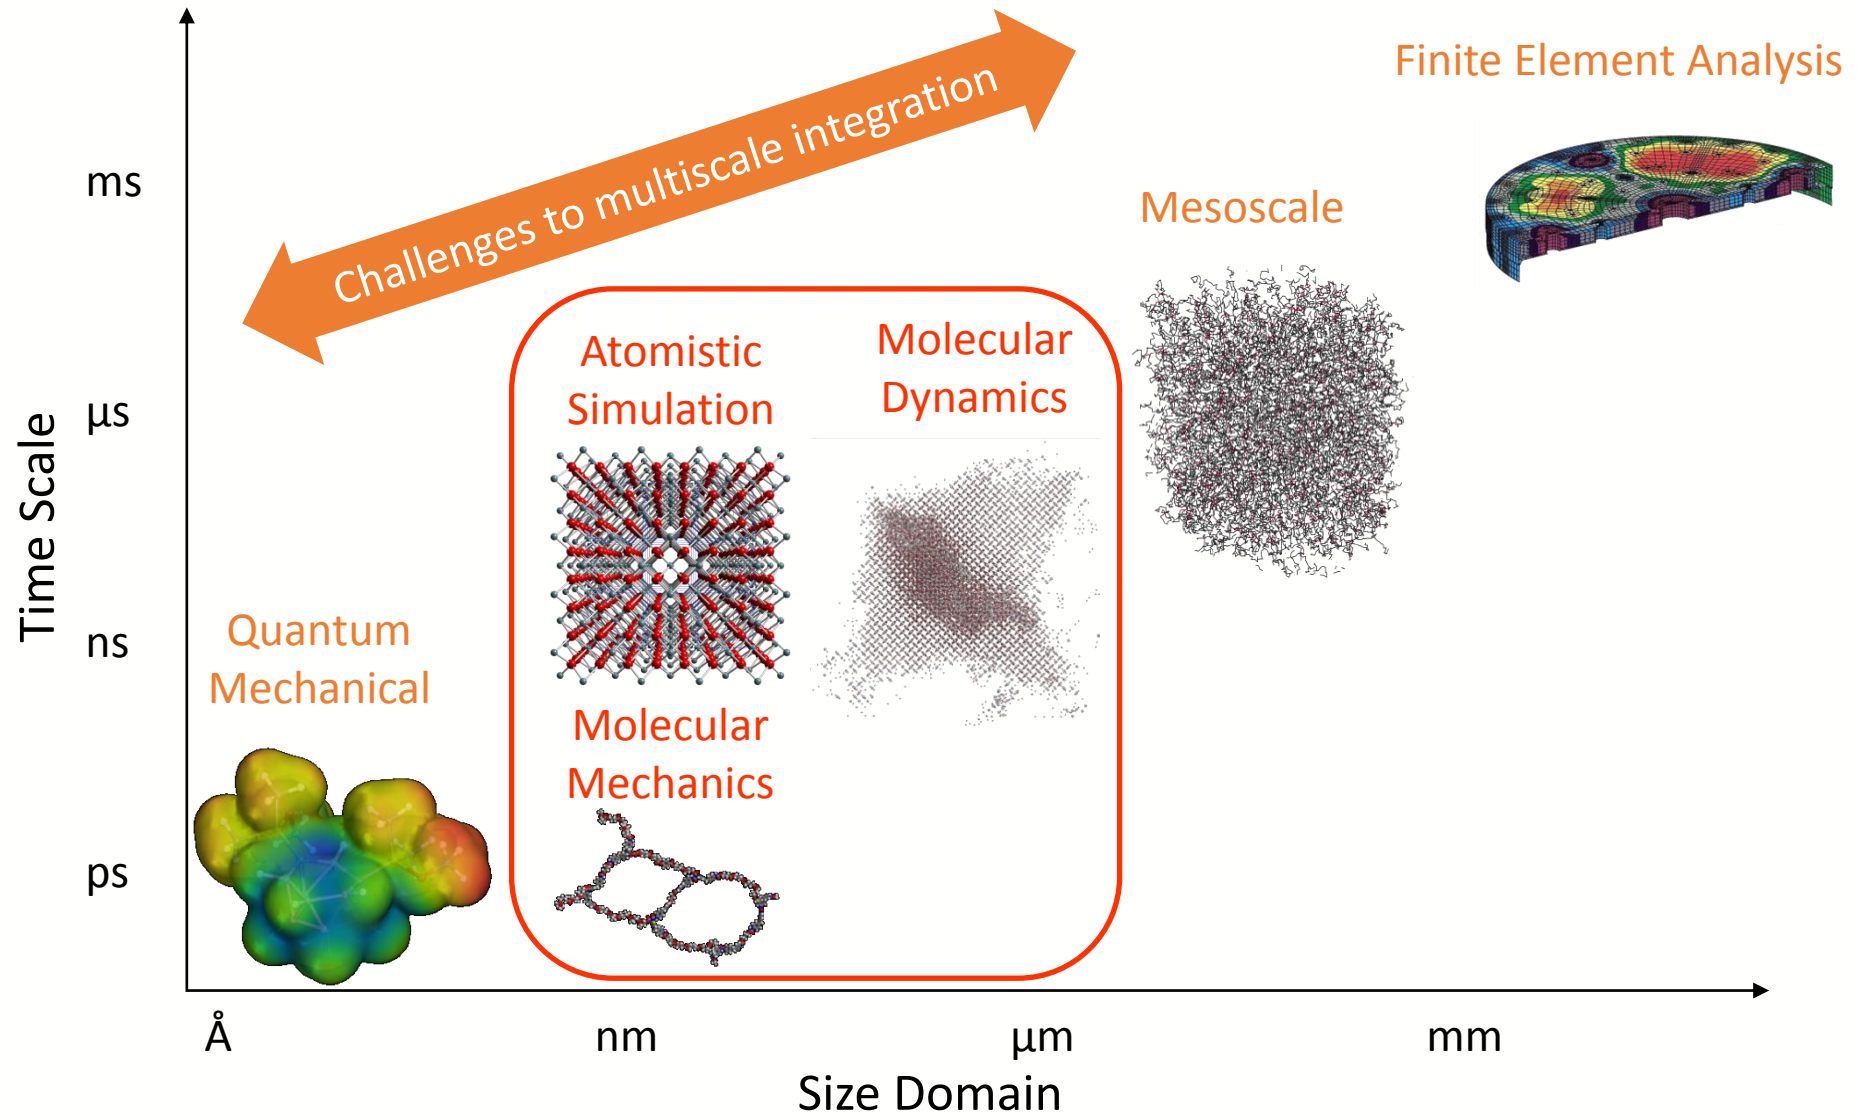 Finite Element Analysis
Challenges to multiscale integration
ms
Mesoscale
Atomistic
Simulation
Molecular
Dynamics
µs
Time Scale
ns
Quantum
Mechanical
Molecular
Mechanics
ps
Å
nm
µm
mm
Size Domain